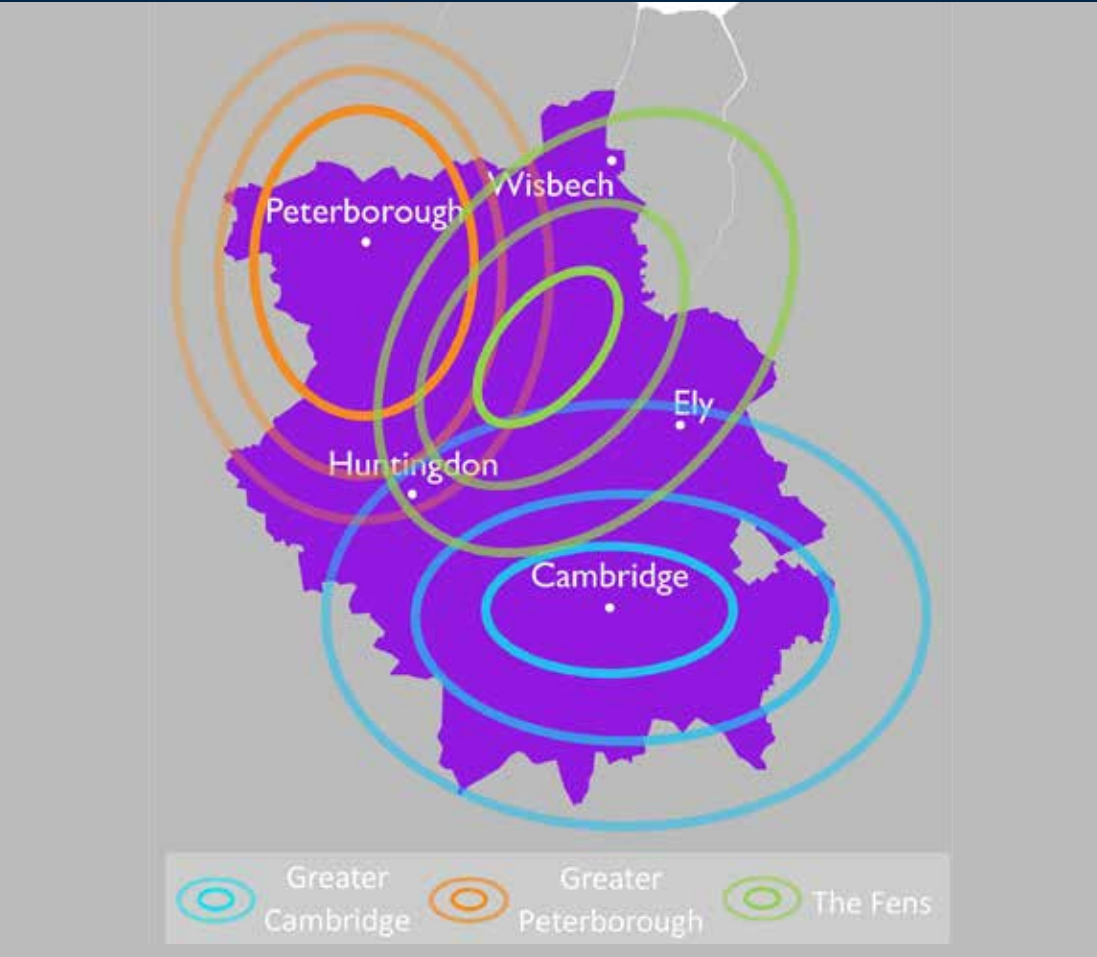 Wisbech
Peterborough
Ely
Huntingdon
Cambridge
Greater
Cambridge
Greater
Peterborough
The Fens